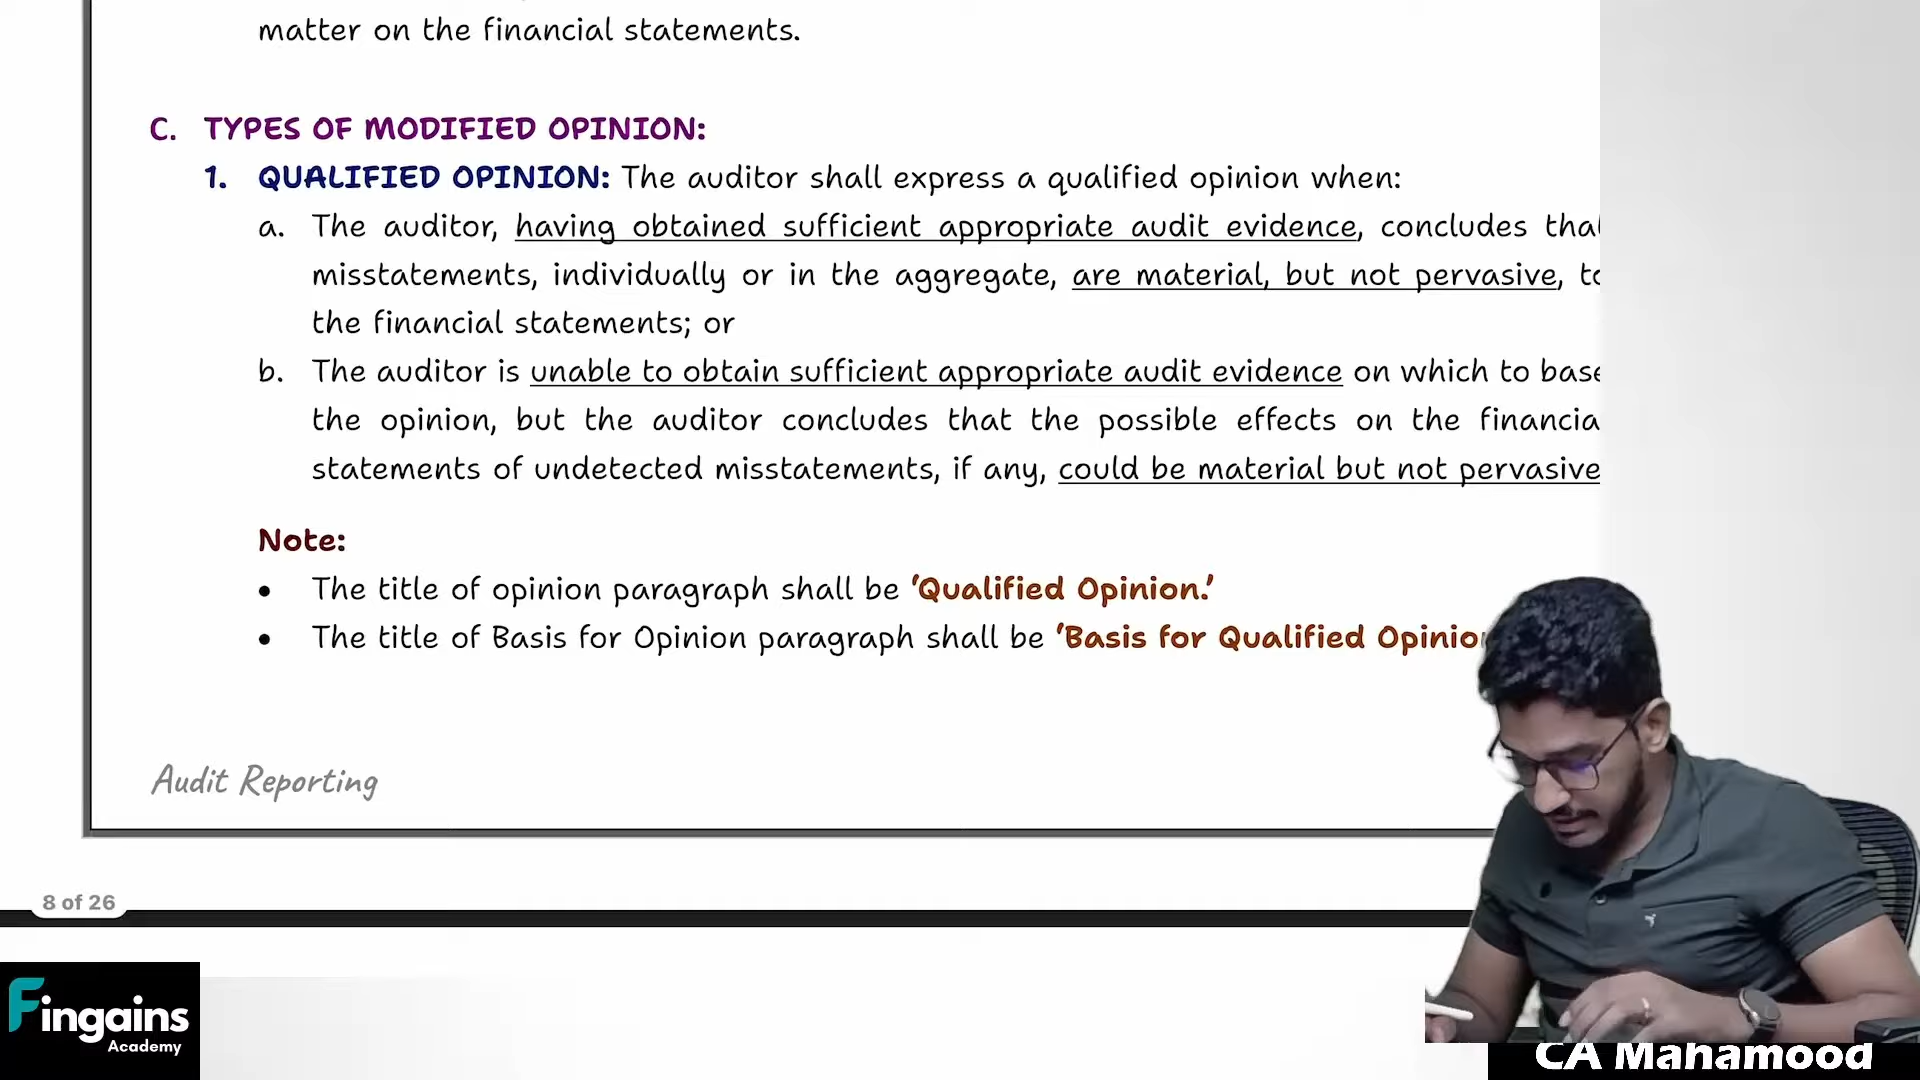 matter on the financial statements.
C. TYPES OF MODIFIED OPINION:
1. QUALIFIED OPINION: The auditor shall express a qualified opinion when:
a. The auditor, having obtained sufficient appropriate audit evidence, concludes that
misstatements, individually or in the aggregate, are material, but not pervasive, to
the financial statements; or
b. The auditor is unable to obtain sufficient appropriate audit evidence on which to base
the opinion, but the auditor concludes that the possible effects on the financia
statements of undetected misstatements, if any, could be material but not pervasive
Note:
• The title of opinion paragraph shall be 'Qualified Opinion.'
• The title of Basis for Opinion paragraph shall be 'Basis for Qualified Opinion
Audit Reporting
8 of 26
Fingains
Academy
CA Mahamood